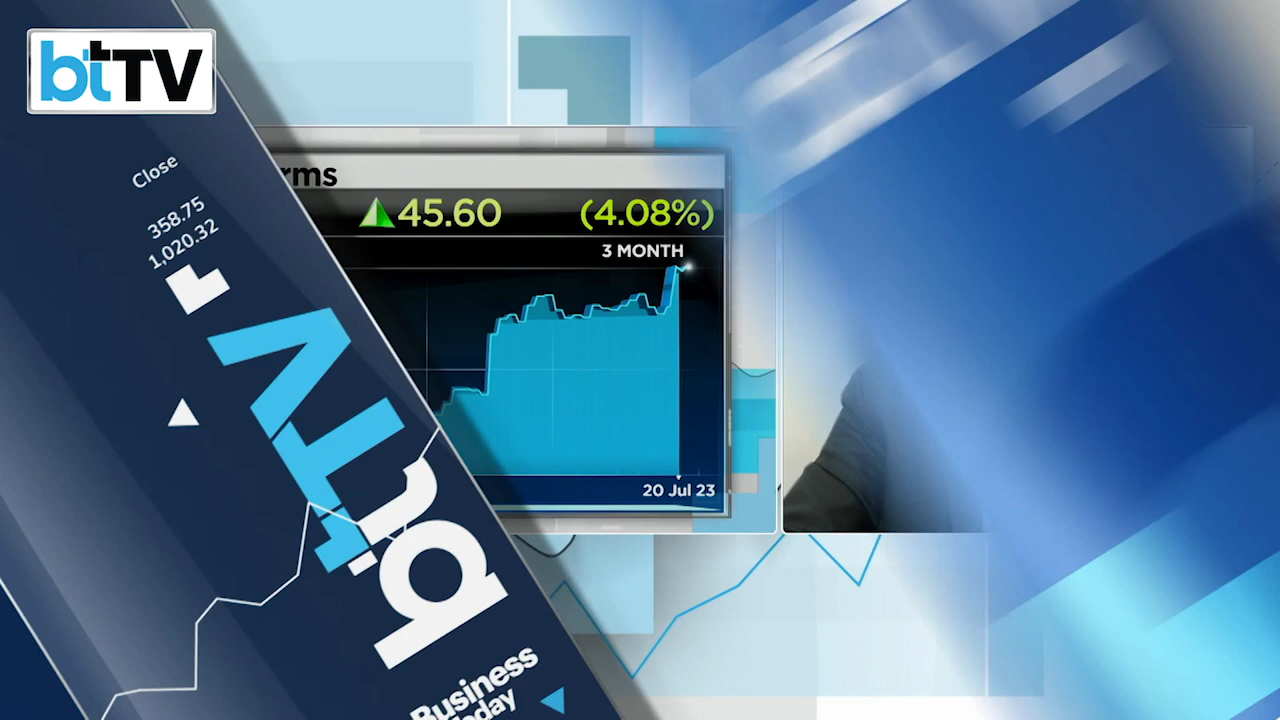 btTV
Close
358.75
1,020.32
rms
45.60 (4.08%)
3 MONTH
20 Jul 23
btTV
Business
Today